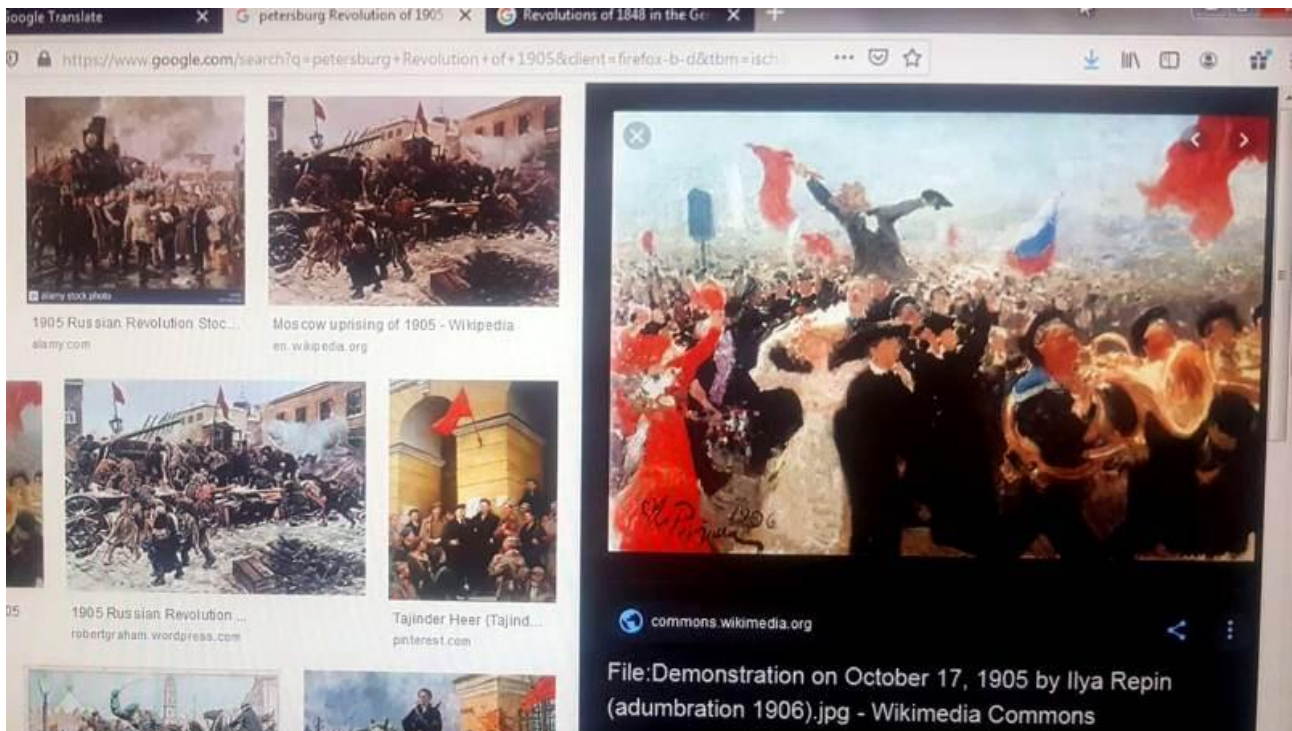 Google Translate
petersburg Revolution of 1905
Revolutions of 1848 in the Ge
https://www.google.com/search?q=petersburg+Revolution+of+1905&client=firefox-b-d&tbm=isch
alamy stock photo
1905 Russian Revolution Stoc...
alamy.com
Moscow uprising of 1905 - Wikipedia
en.wikipedia.org
05
1905 Russian Revolution ...
robertgraham.wordpress.com
Tajinder Heer (Tajind...
pinterest.com
1906
commons.wikimedia.org
File:Demonstration on October 17, 1905 by Ilya Repin
(adumbration 1906).jpg - Wikimedia Commons